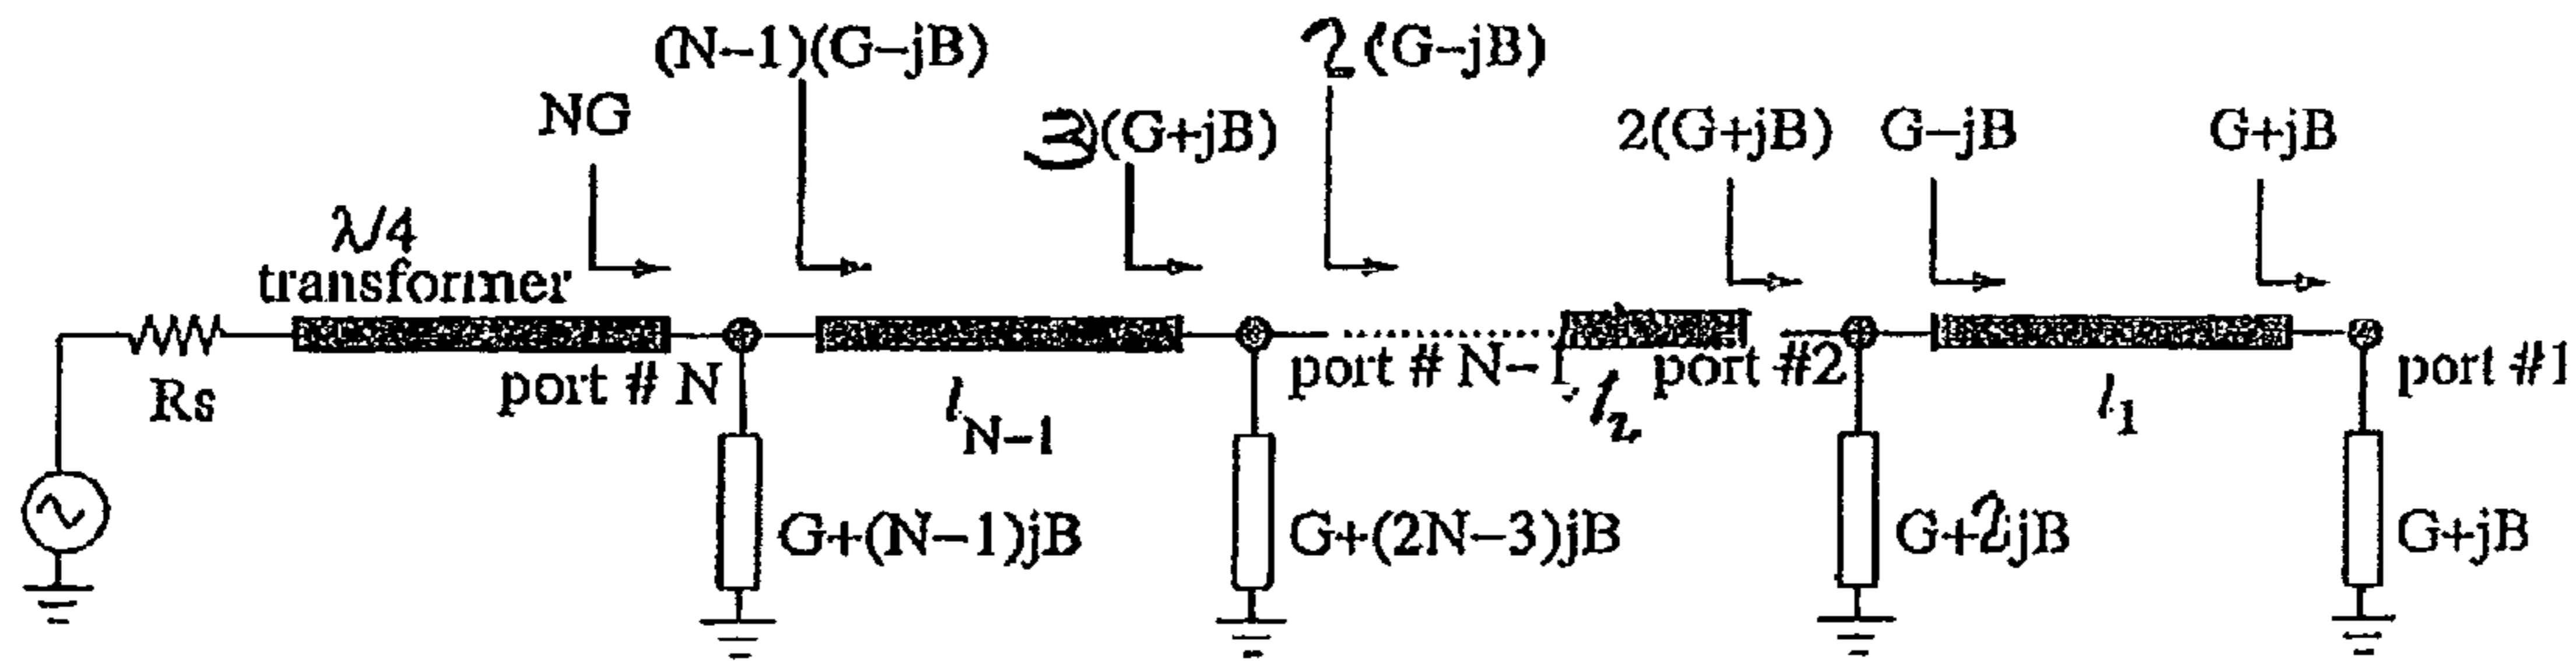 (N-1)(G-jB)
2(G-jB)
NG
3)(G+jB)
2(G+jB)
G-jB
G+jB
λ/4
transformer
Rs
port # N
l N-1
port # N-1
l2
port #2
l1
port #1
G+(N-1)jB
G+(2N-3)jB
G+2jB
G+jB